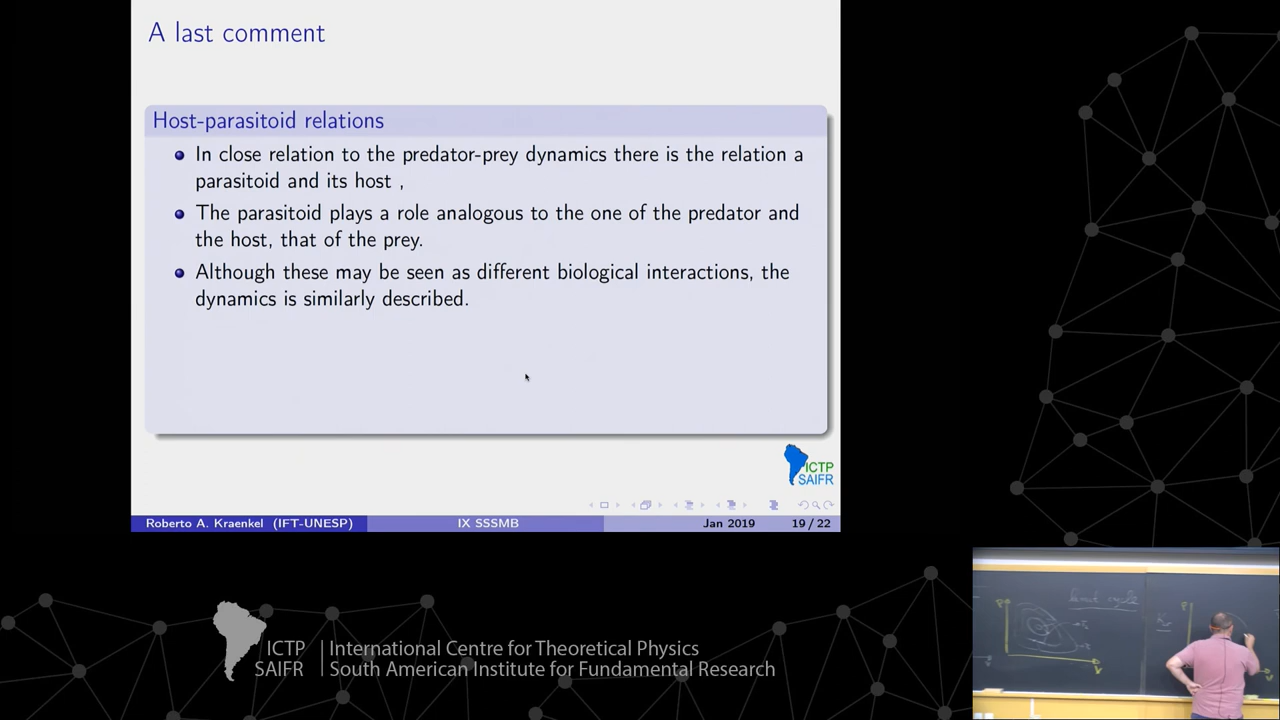 A last comment
Host-parasitoid relations
In close relation to the predator-prey dynamics there is the relation a
parasitoid and its host ,
The parasitoid plays a role analogous to the one of the predator and
the host, that of the prey.
Although these may be seen as different biological interactions, the
dynamics is similarly described.
ICTP
SAIFR
Roberto A. Kraenkel (IFT-UNESP) IX SSSMB Jan 2019 19 / 22
ICTP International Centre for Theoretical Physics
SAIFR South American Institute for Fundamental Research